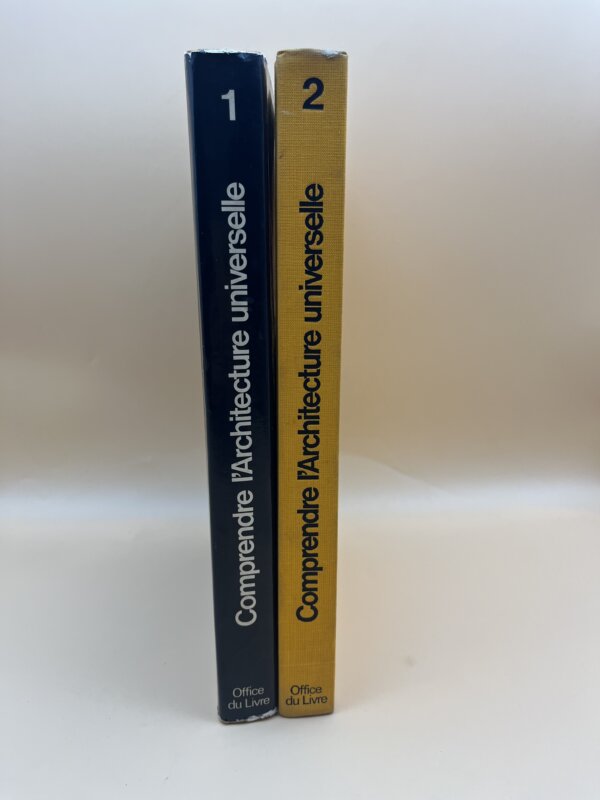 1
Comprendre l'Architecture universelle
Office
du Livre
2
Comprendre l'Architecture universelle
Office
du Livre